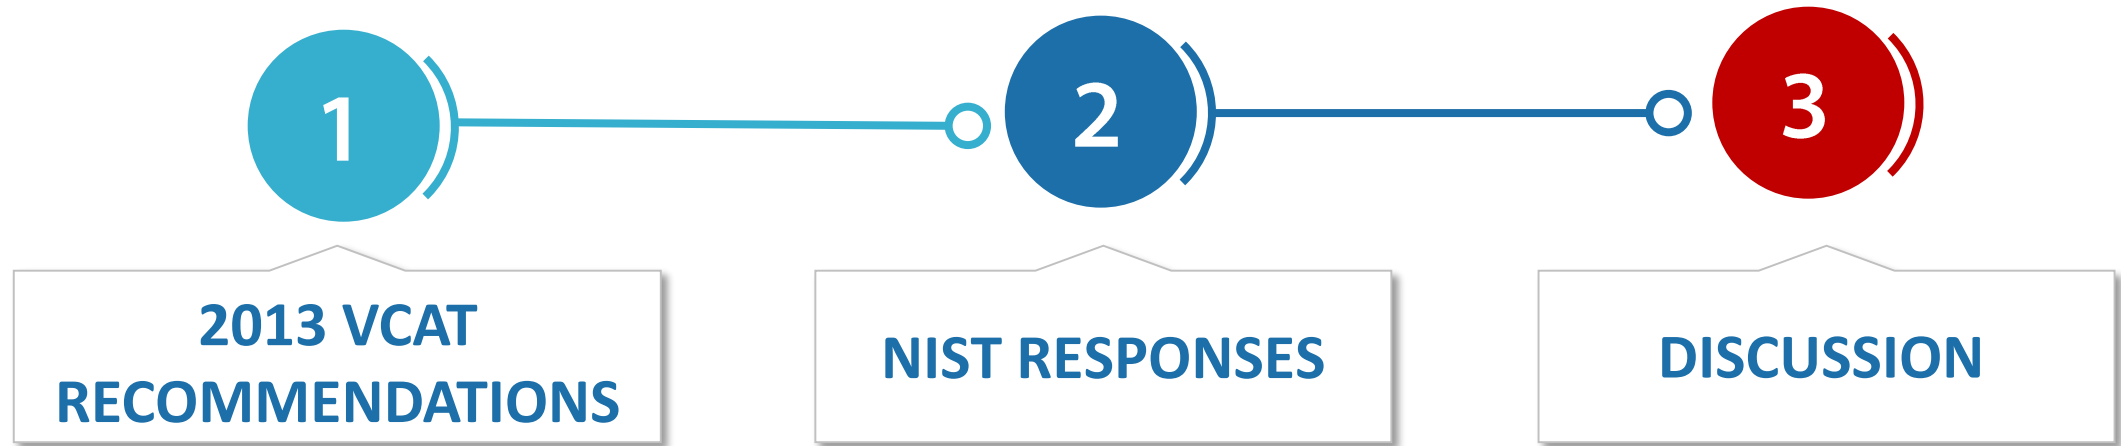 1
2
3
2013 VCAT
RECOMMENDATIONS
NIST RESPONSES
DISCUSSION